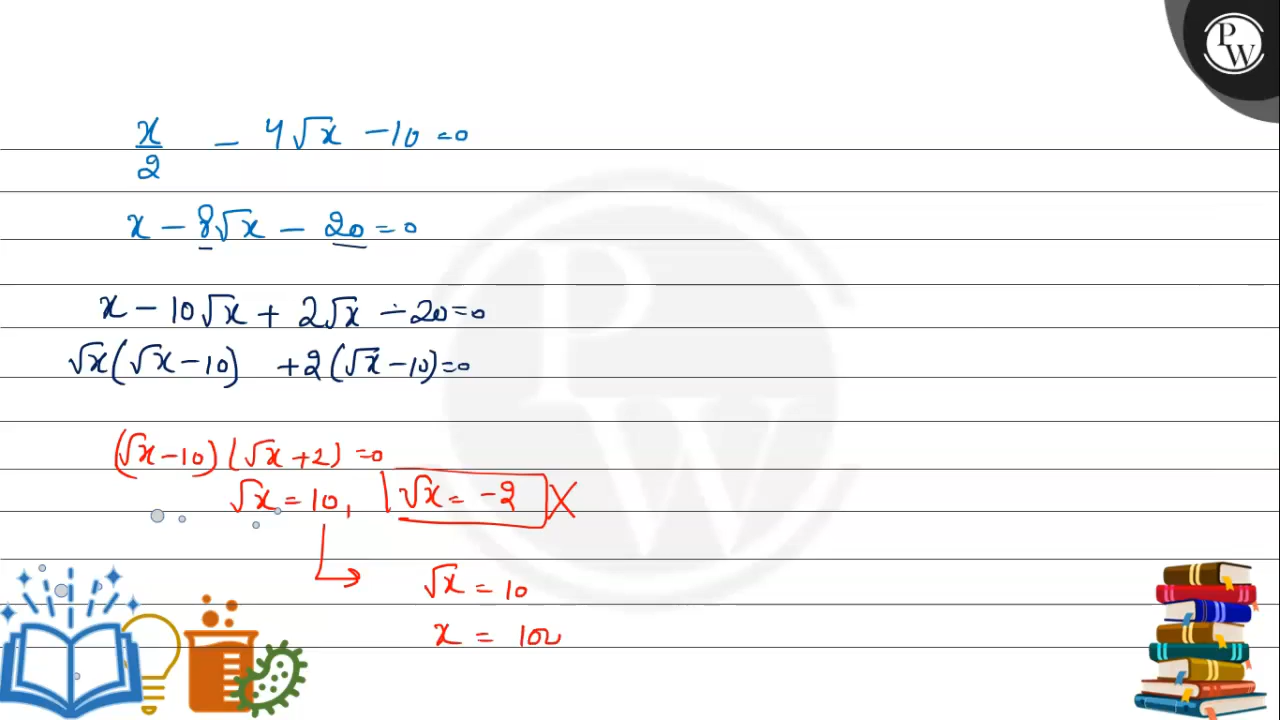 PW
x/2 - 4√x - 10 = 0
x - 8√x - 20 = 0
x - 10√x + 2√x - 20 = 0
√x(√x - 10) + 2(√x - 10) = 0
(√x - 10)(√x + 2) = 0
√x = 10, √x = -2 X
√x = 10
x = 100
PW